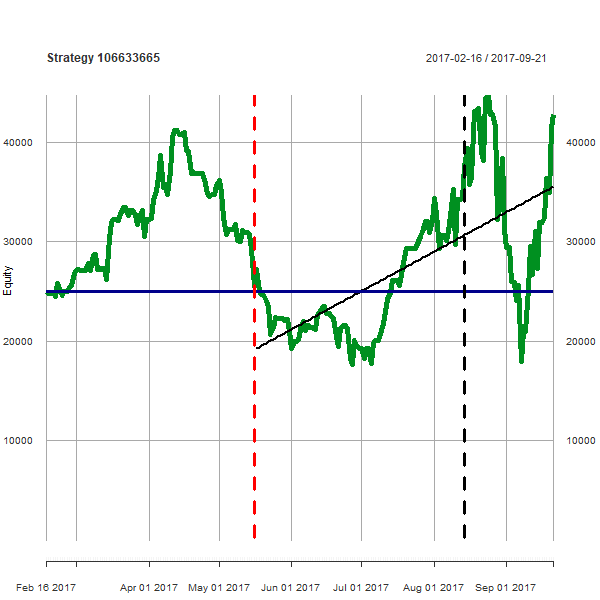 Strategy 106633665
2017-02-16 / 2017-09-21
40000
40000
30000
30000
Equity
20000
20000
10000
10000
Feb 16 2017
Apr 01 2017
May 01 2017
Jun 01 2017
Jul 01 2017
Aug 01 2017
Sep 01 2017